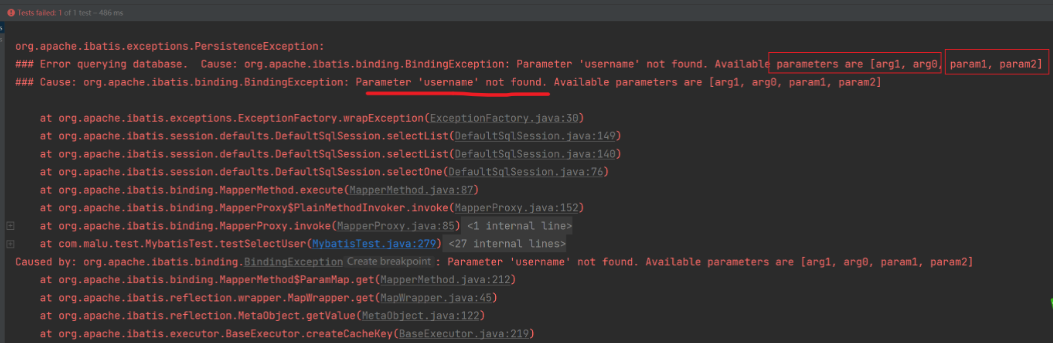 Tests failed: 1 of 1 test – 486 ms
org.apache.ibatis.exceptions.PersistenceException:
### Error querying database.  Cause: org.apache.ibatis.binding.BindingException: Parameter 'username' not found. Available parameters are [arg1, arg0, param1, param2]
### Cause: org.apache.ibatis.binding.BindingException: Parameter 'username' not found. Available parameters are [arg1, arg0, param1, param2]
at org.apache.ibatis.exceptions.ExceptionFactory.wrapException(ExceptionFactory.java:30)
at org.apache.ibatis.session.defaults.DefaultSqlSession.selectList(DefaultSqlSession.java:149)
at org.apache.ibatis.session.defaults.DefaultSqlSession.selectList(DefaultSqlSession.java:140)
at org.apache.ibatis.session.defaults.DefaultSqlSession.selectOne(DefaultSqlSession.java:76)
at org.apache.ibatis.binding.MapperMethod.execute(MapperMethod.java:87)
at org.apache.ibatis.binding.MapperProxy$PlainMethodInvoker.invoke(MapperProxy.java:152)
at org.apache.ibatis.binding.MapperProxy.invoke(MapperProxy.java:85) <1 internal line>
at com.malu.test.MybatisTest.testSelectUser(MybatisTest.java:279) <27 internal lines>
Caused by: org.apache.ibatis.binding.BindingException Create breakpoint : Parameter 'username' not found. Available parameters are [arg1, arg0, param1, param2]
at org.apache.ibatis.binding.MapperMethod$ParamMap.get(MapperMethod.java:212)
at org.apache.ibatis.reflection.wrapper.MapWrapper.get(MapWrapper.java:45)
at org.apache.ibatis.reflection.MetaObject.getValue(MetaObject.java:122)
at org.apache.ibatis.executor.BaseExecutor.createCacheKey(BaseExecutor.java:219)